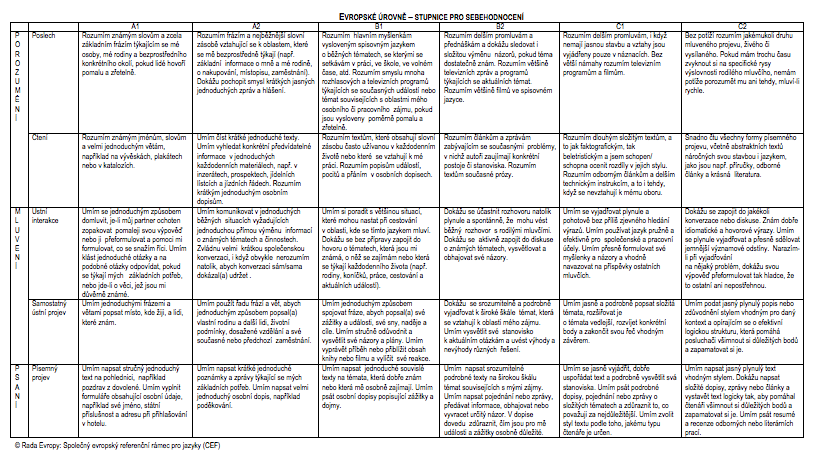 EVROPSKÉ ÚROVNĚ – STUPNICE PRO SEBEHODNOCENÍ
A1 A2 B1 B2 C1 C2
POROZUMĚNÍ
Poslech
Rozumím známým slovům a zcela
základním frázím týkajícím se mé
osoby, mé rodiny a bezprostředního
konkrétního okolí, pokud lidé hovoří
pomalu a zřetelně.
Rozumím frázím a nejběžnější slovní
zásobě vztahující se k oblastem, které
se mě bezprostředně týkají (např.
základní informace o mně a mé rodině,
o nakupování, místopisu, zaměstnání).
Dokážu pochopit smysl krátkých jasných
jednoduchých zpráv a hlášení.
Rozumím hlavním myšlenkám
vysloveným spisovným jazykem
o běžných tématech, se kterými se
setkávám v práci, ve škole, ve volném
čase, atd. Rozumím smyslu mnoha
rozhlasových a televizních programů
týkajících se současných událostí nebo
témat souvisejících s oblastmi mého
osobního či pracovního zájmu, pokud
jsou vysloveny poměrně pomalu a
zřetelně.
Rozumím delším promluvám a
přednáškám a dokážu sledovat i
složitou výměnu názorů, pokud téma
dostatečně znám. Rozumím většině
televizních zpráv a programů
týkajících se aktuálních témat.
Rozumím většině filmů ve spisovném
jazyce.
Rozumím delším promluvám, i když
nemají jasnou stavbu a vztahy jsou
vyjádřeny pouze v náznacích. Bez
větší námahy rozumím televizním
programům a filmům.
Bez potíží rozumím jakémukoli druhu
mluveného projevu, živého či
vysílaného. Pokud mám trochu času
zvyknout si na specifické rysy
výslovnosti rodilého mluvčího, nemám
potíže porozumět mu ani tehdy, mluví-
li rychle.
Čtení
Rozumím známým jménům, slovům
a velmi jednoduchým větám,
například na vývěskách, plakátech
nebo v katalozích.
Umím číst krátké jednoduché texty.
Umím vyhledat konkrétní předvídatelné
informace v jednoduchých
každodenních materiálech, např. v
inzerátech, prospektech, jídelních
lístcích a jízdních řádech. Rozumím
krátkým jednoduchým osobním
dopisům.
Rozumím textům, které obsahují slovní
zásobu často užívanou v každodenním
životě nebo které se vztahují k mé
práci. Rozumím popisům událostí,
pocitů a přáním v osobních dopisech.
Rozumím článkům a zprávám
zabývajícím se současnými problémy,
v nichž autoři zaujímají konkrétní
postoje či stanoviska. Rozumím
textům současné prózy.
Rozumím dlouhým složitým textům, a
to jak faktografickým, tak
beletristickým a jsem schopen/
schopna ocenit rozdíly v jejich stylu.
Rozumím odborným článkům a delším
technickým instrukcím, a to i tehdy,
když se nevztahují k mému oboru.
Snadno čtu všechny formy písemného
projevu, včetně abstraktních textů
náročných svou stavbou i jazykem,
jako jsou např. příručky, odborné
články a krásná literatura.
MLUVENÍ
Ústní
interakce
Umím se jednoduchým způsobem
domluvit, je-li můj partner ochoten
zopakovat pomaleji svou výpověď
nebo ji přeformulovat a pomoci mi
formulovat, co se snažím říci. Umím
klást jednoduché otázky a na
podobné otázky odpovídat, pokud
se týkají mých základních potřeb,
nebo jde-li o věci, jež jsou mi
důvěrně známé.
Umím komunikovat v jednoduchých
běžných situacích vyžadujících
jednoduchou přímou výměnu informací
o známých tématech a činnostech.
Zvládnu velmi krátkou společenskou
konverzaci, i když obvykle nerozumím
natolik, abych konverzaci sám/sama
dokázal(a) udržet .
Umím si poradit s většinou situací,
které mohou nastat při cestování
v oblasti, kde se tímto jazykem mluví.
Dokážu se bez přípravy zapojit do
hovoru o tématech, která jsou mi
známá, o něž se zajímám nebo která
se týkají každodenního života (např.
rodiny, koníčků, práce, cestování a
aktuálních událostí).
Dokážu se účastnit rozhovoru natolik
plynule a spontánně, že mohu vést
běžný rozhovor s rodilými mluvčími.
Dokážu se aktivně zapojit do diskuse
o známých tématech, vysvětlovat a
obhajovat své názory.
Umím se vyjadřovat plynule a
pohotově bez příliš zjevného hledání
výrazů. Umím používat jazyk pružně a
efektivně pro společenské a pracovní
účely. Umím přesně formulovat své
myšlenky a názory a vhodně
navazovat na příspěvky ostatních
mluvčích.
Dokážu se zapojit do jakékoli
konverzace nebo diskuse. Znám dobře
idiomatické a hovorové výrazy. Umím
se plynule vyjadřovat a přesně sdělovat
jemnější významové odstíny. Narazím-
li při vyjadřování
na nějaký problém, dokážu svou
výpověď přeformulovat tak hladce, že
to ostatní ani nepostřehnou.
Samostatný
ústní projev
Umím jednoduchými frázemi a
větami popsat místo, kde žiji, a lidi,
které znám.
Umím použít řadu frází a vět, abych
jednoduchým způsobem popsal(a)
vlastní rodinu a další lidi, životní
podmínky, dosažené vzdělání a své
současné nebo předchozí zaměstnání.
Umím jednoduchým způsobem
spojovat fráze, abych popsal(a) své
zážitky a události, své sny, naděje a
cíle. Umím stručně odůvodnit a
vysvětlit své názory a plány. Umím
vyprávět příběh nebo přiblížit obsah
knihy nebo filmu a vylíčit své reakce.
Dokážu se srozumitelně a podrobně
vyjadřovat k široké škále témat, která
se vztahují k oblasti mého zájmu.
Umím vysvětlit své stanovisko
k aktuálním otázkám a uvést výhody a
nevýhody různých řešení.
Umím jasně a podrobně popsat složitá
témata, rozšiřovat je
o témata vedlejší, rozvíjet konkrétní
body a zakončit svou řeč vhodným
závěrem.
Umím podat jasný plynulý popis nebo
zdůvodnění stylem vhodným pro daný
kontext a opírajícím se o efektivní
logickou strukturu, která pomáhá
posluchači všimnout si důležitých bodů
a zapamatovat si je.
PSANÍ
Písemný
projev
Umím napsat stručný jednoduchý
text na pohlednici, například
pozdrav z dovolené. Umím vyplnit
formuláře obsahující osobní údaje,
například své jméno, státní
příslušnost a adresu při přihlašování
v hotelu.
Umím napsat krátké jednoduché
poznámky a zprávy týkající se mých
základních potřeb. Umím napsat velmi
jednoduchý osobní dopis, například
poděkování.
Umím napsat jednoduché souvislé
texty na témata, která dobře znám
nebo která mě osobně zajímají. Umím
psát osobní dopisy popisující zážitky a
dojmy.
Umím napsat srozumitelné
podrobné texty na širokou škálu
témat souvisejících s mými zájmy.
Umím napsat pojednání nebo zprávy,
předávat informace, obhajovat nebo
vyvracet určitý názor. V dopise
dovedu zdůraznit, čím jsou pro mě
události a zážitky osobně důležité.
Umím se jasně vyjádřit, dobře
uspořádat text a podrobně vysvětlit svá
stanoviska. Umím psát podrobné
dopisy, pojednání nebo zprávy o
složitých tématech a zdůraznit to, co
považuji za nejdůležitější. Umím zvolit
styl textu podle toho, jakému typu
čtenáře je určen.
Umím napsat jasný plynulý text
vhodným stylem. Dokážu napsat
složité dopisy, zprávy nebo články a
vystavět text logicky tak, aby pomáhal
čtenáři všimnout si důležitých bodů a
zapamatovat si je. Umím psát resumé
a recenze odborných nebo literárních
prací.
© Rada Evropy: Společný evropský referenční rámec pro jazyky (CEF)